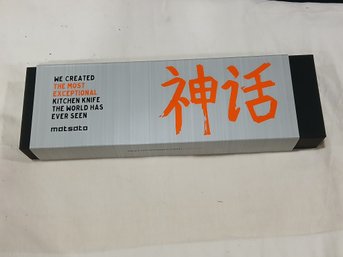 WE CREATED
THE MOST
EXCEPTIONAL
KITCHEN KNIFE
THE WORLD HAS
EVER SEEN
matsato
神话